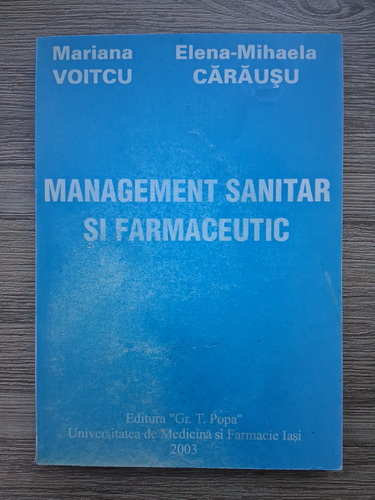 Mariana VOITCU
Elena-Mihaela CĂRĂUŞU
MANAGEMENT SANITAR
ŞI FARMACEUTIC
Editura "Gr. T. Popa"
Universitatea de Medicină si Farmacie Iaşi
2003